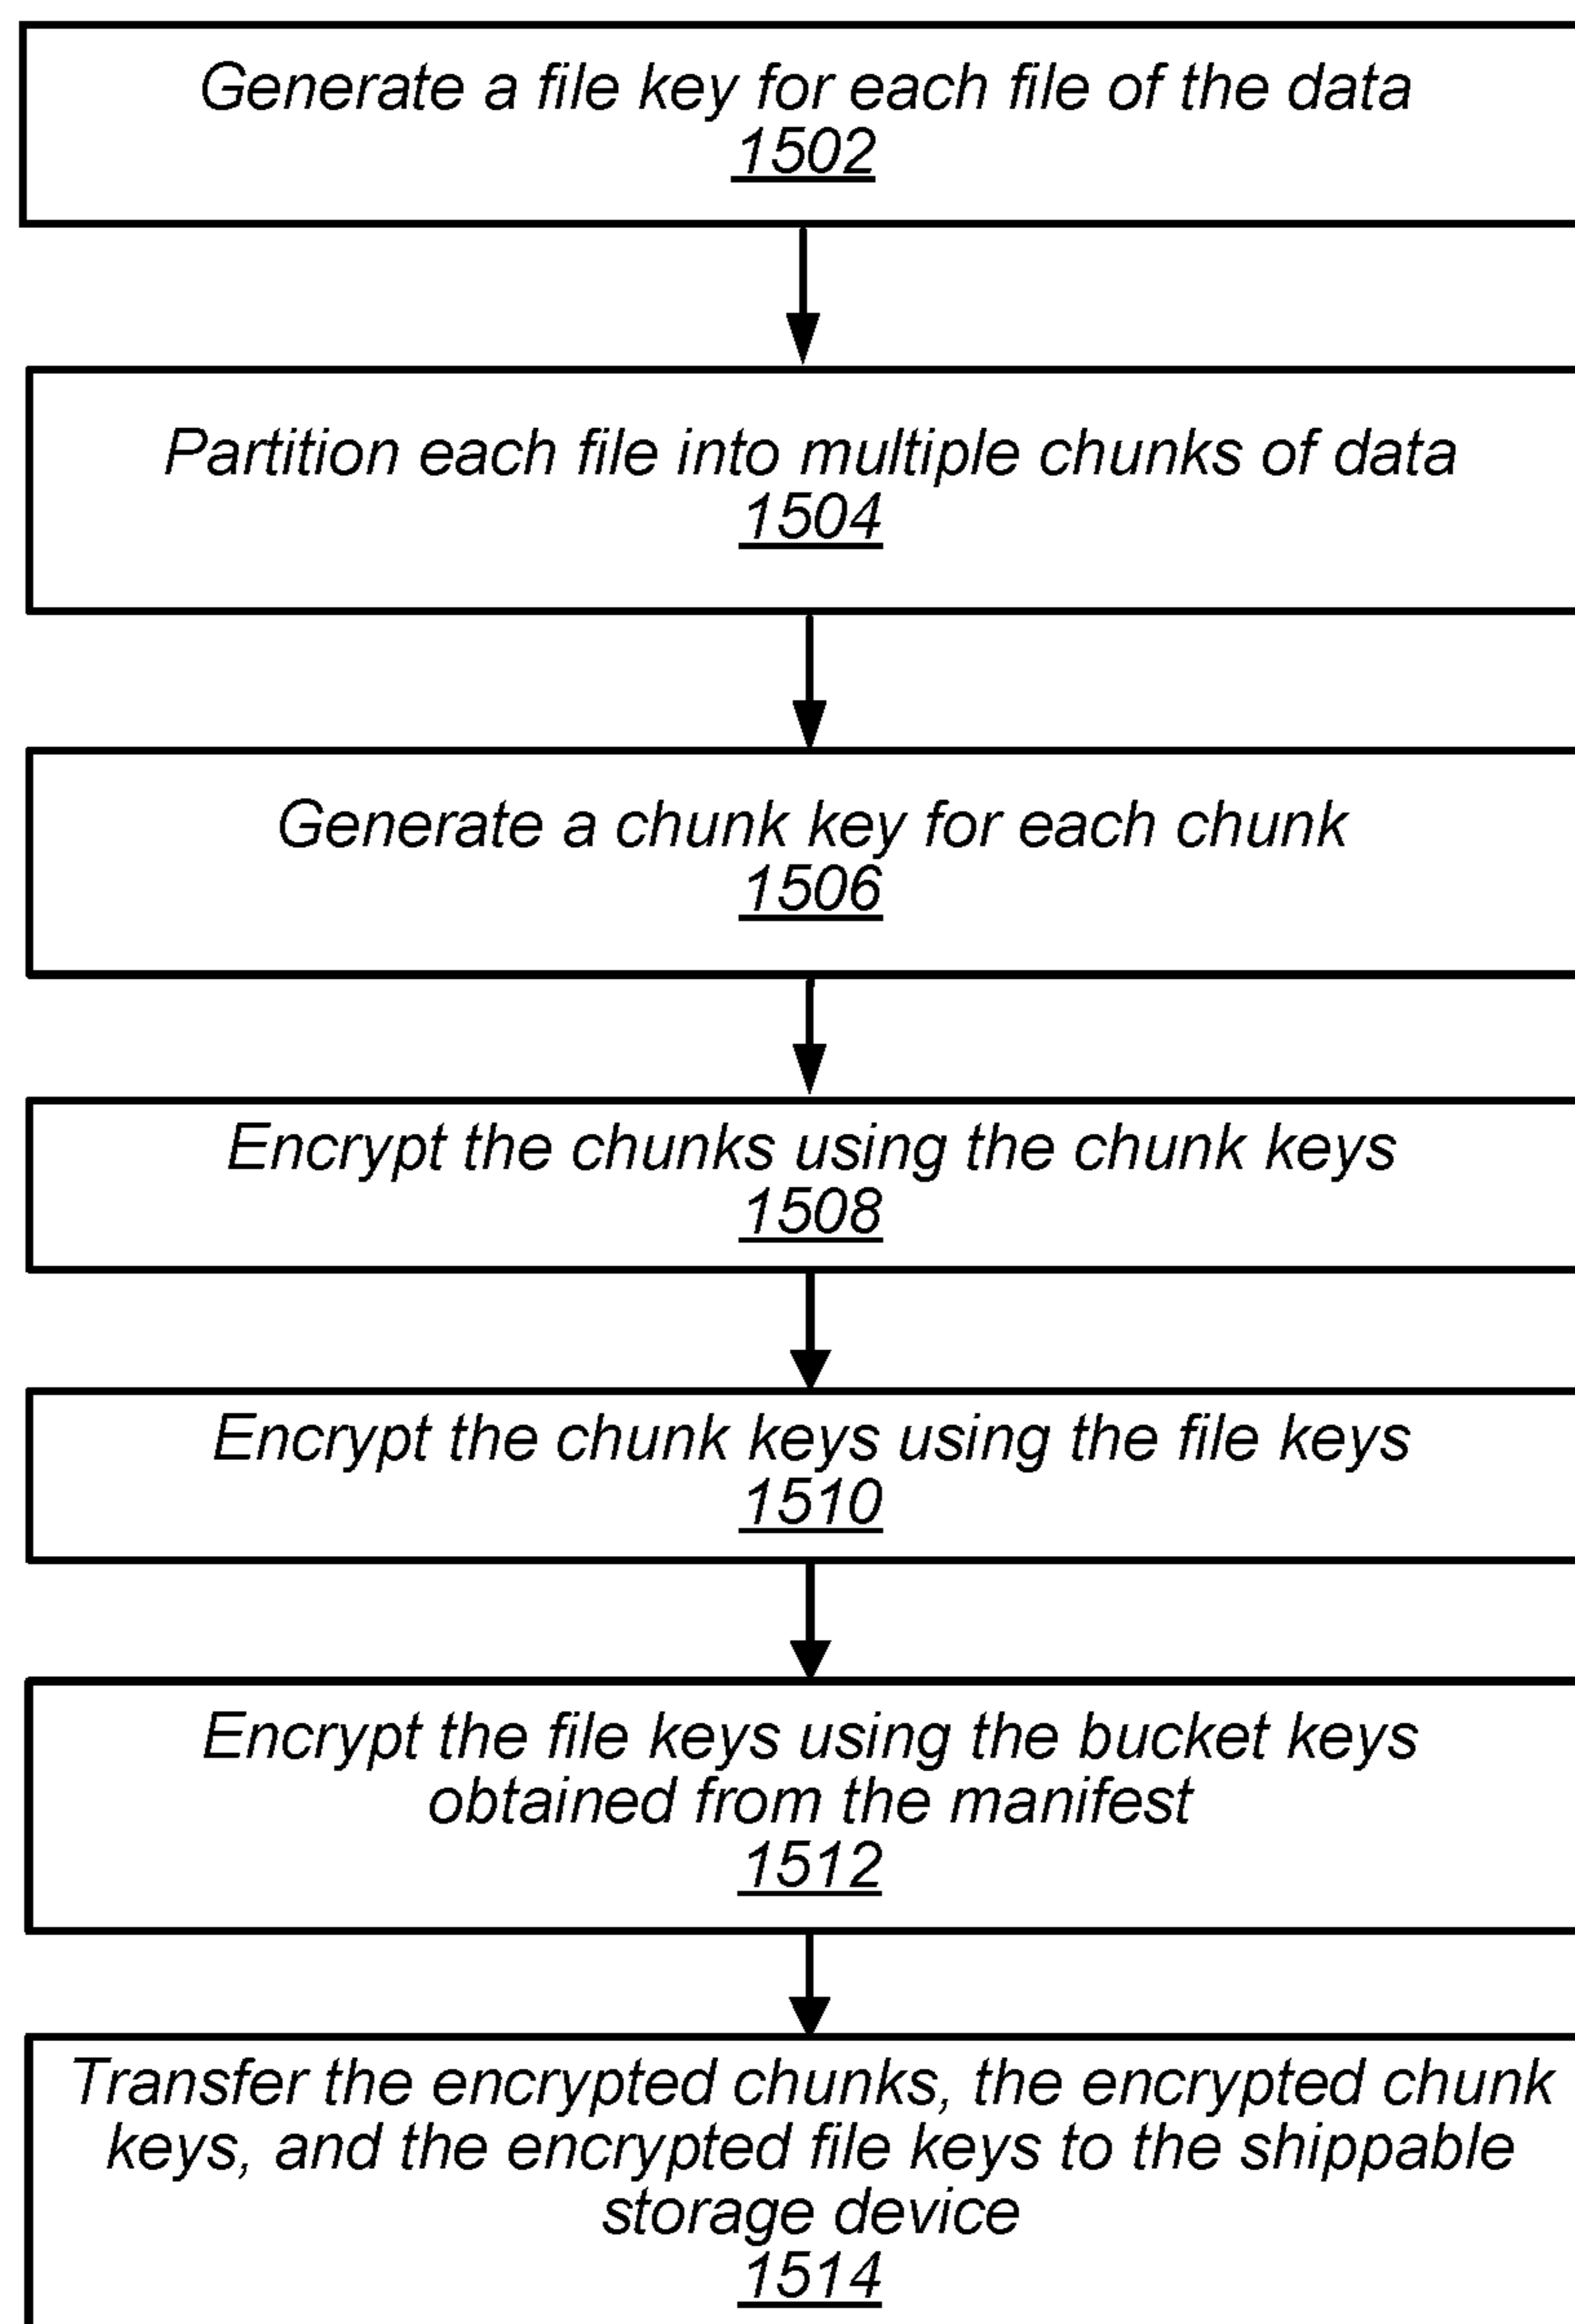 Generate a file key for each file of the data
1502
Partition each file into multiple chunks of data
1504
Generate a chunk key for each chunk
1506
Encrypt the chunks using the chunk keys
1508
Encrypt the chunk keys using the file keys
1510
Encrypt the file keys using the bucket keys
obtained from the manifest
1512
Transfer the encrypted chunks, the encrypted chunk
keys, and the encrypted file keys to the shippable
storage device
1514